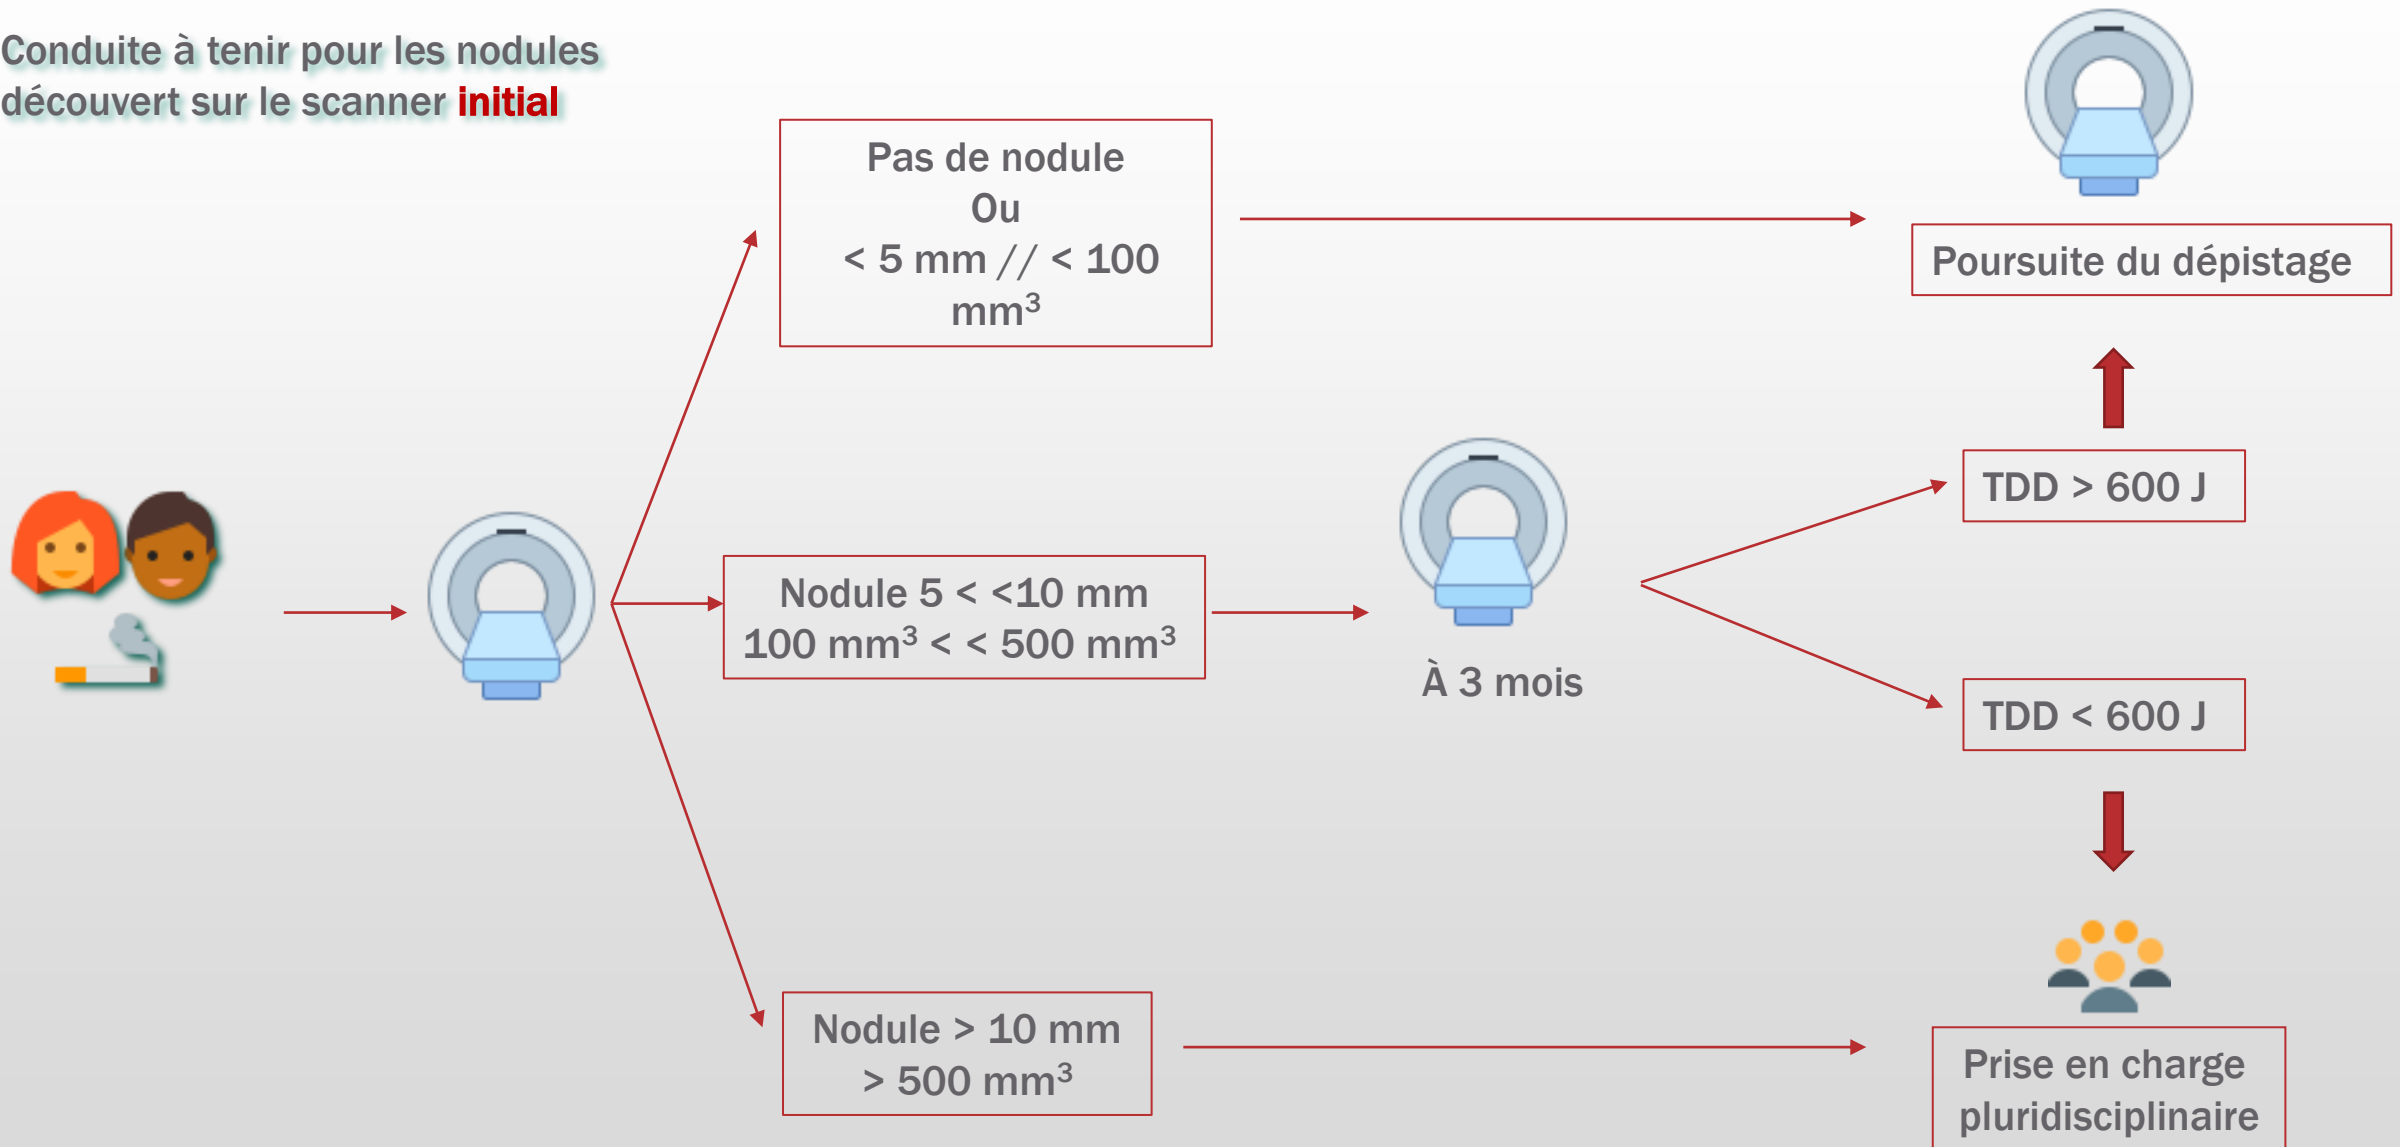 Conduite à tenir pour les nodules
découvert sur le scanner initial
Pas de nodule
Ou
< 5 mm // < 100
mm³
Poursuite du dépistage
TDD > 600 J
Nodule 5 < <10 mm
100 mm³ < < 500 mm³
À 3 mois
TDD < 600 J
Nodule > 10 mm
> 500 mm³
Prise en charge
pluridisciplinaire